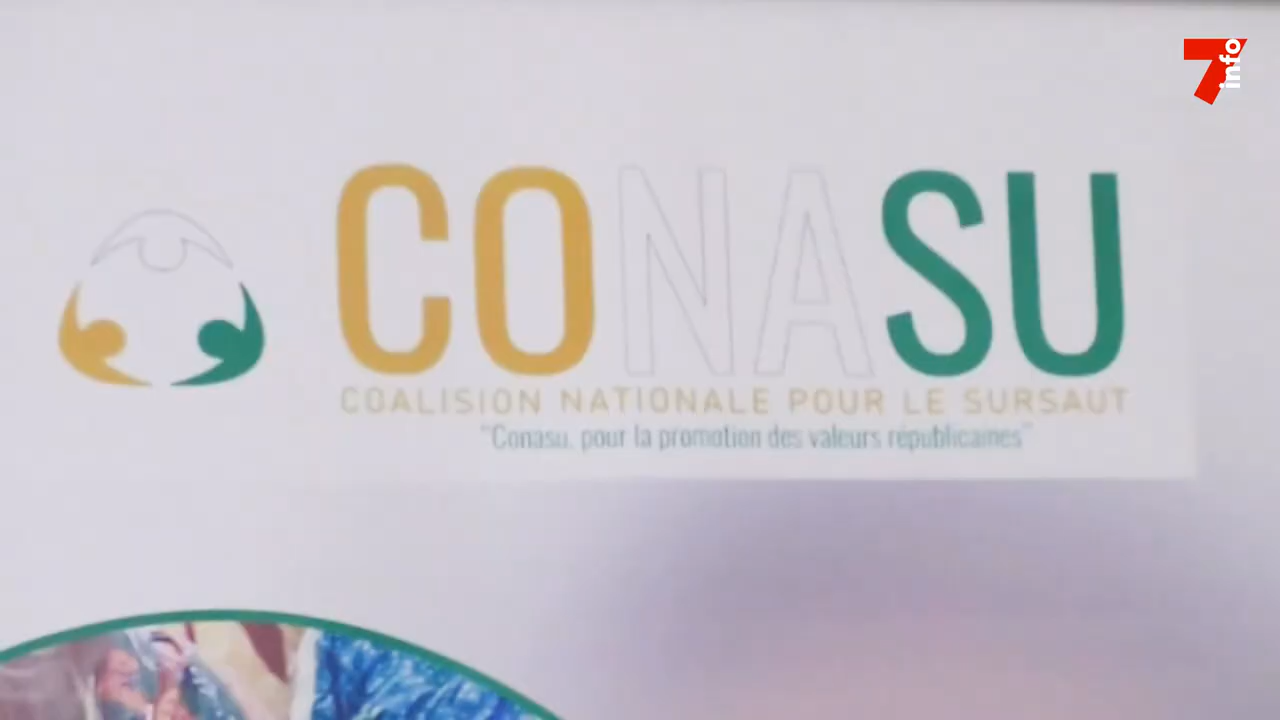 7info
CONASU
COALISION NATIONALE POUR LE SURSAUT
"Conasu, pour la promotion des valeurs républicaines"